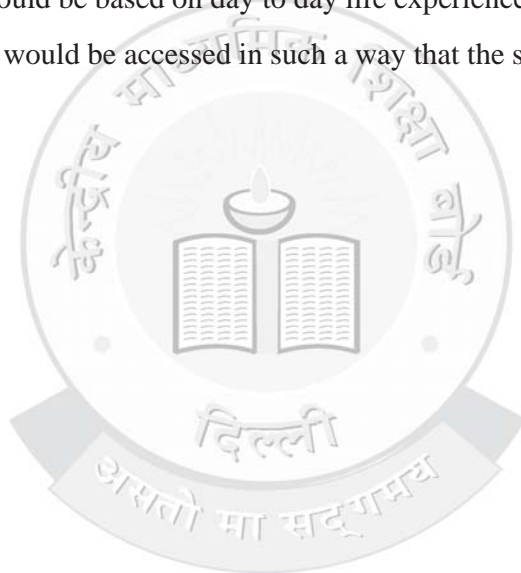 ould be based on day to day life experience
would be accessed in such a way that the s
केन्द्रीय माध्यमिक शिक्षा बोर्ड
दिल्ली
असतो मा सद्गमय